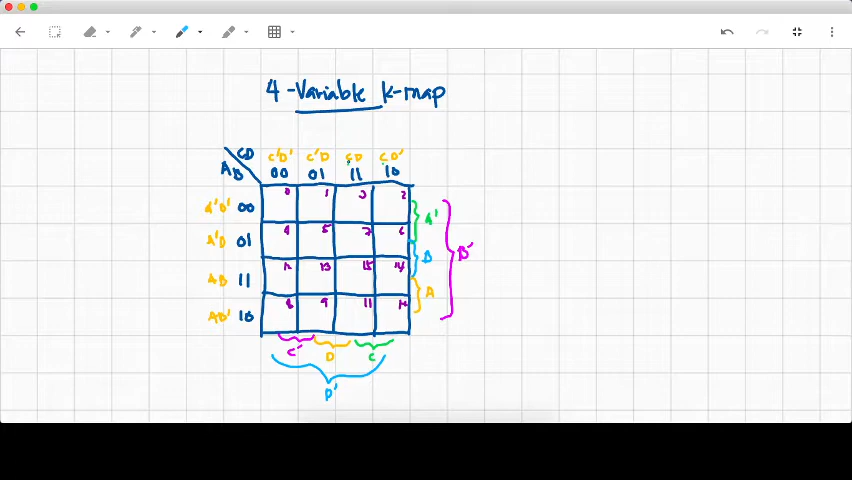 4-Variable k-map
CD
AB
C'D' C'D CD CD'
00 01 11 10
A'B' 00 0 1 3 2
A'
A'B 01 4 5 7 6
B B'
AB 11 12 13 15 14
A
AB' 10 8 9 11 10
C' D C
D'